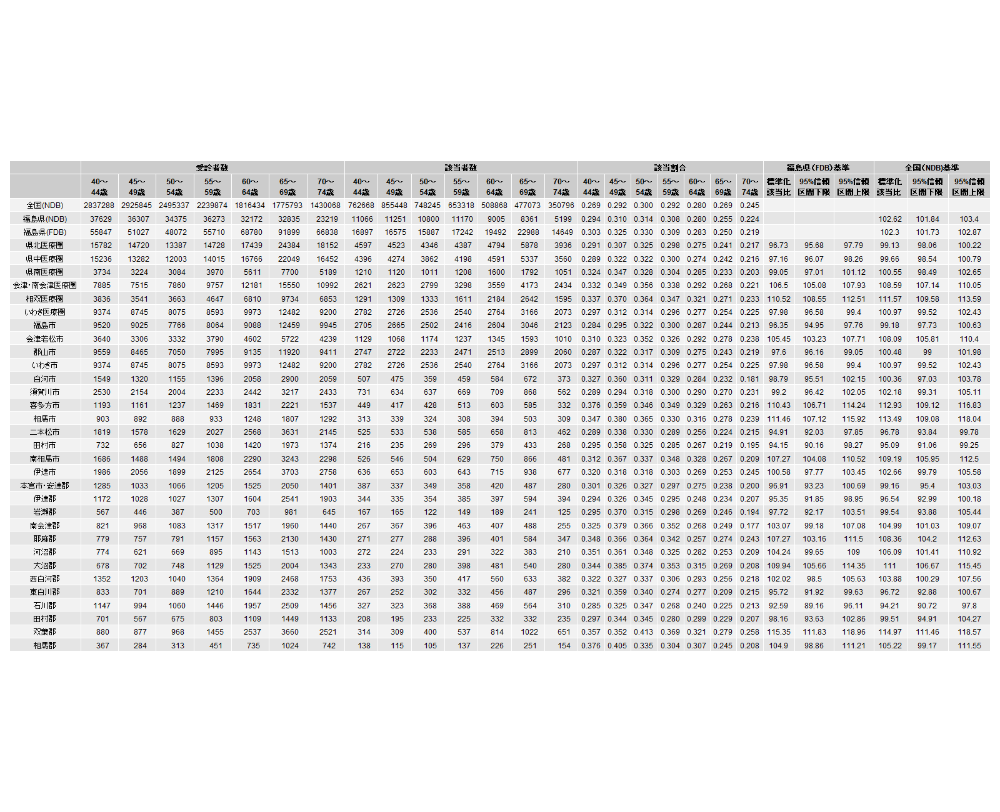 受診者数 該当者数 該当割合 福島県(FDB)基準 全国(NDB)基準
40～44歳 45～49歳 50～54歳 55～59歳 60～64歳 65～69歳 70～74歳 40～44歳 45～49歳 50～54歳 55～59歳 60～64歳 65～69歳 70～74歳 40～44歳 45～49歳 50～54歳 55～59歳 60～64歳 65～69歳 70～74歳 標準化該当比 95%信頼区間下限 95%信頼区間上限 標準化該当比 95%信頼区間下限 95%信頼区間上限
全国(NDB) 2837288 2925845 2495337 2239874 1816434 1775793 1430068 762668 855448 748245 653318 508868 477073 350796 0.269 0.292 0.300 0.292 0.280 0.269 0.245
福島県(NDB) 37629 36307 34375 36273 32172 32835 23219 11066 11251 10800 11170 9005 8361 5199 0.294 0.310 0.314 0.308 0.280 0.255 0.224 102.62 101.84 103.4
福島県(FDB) 55847 51027 48072 55710 68780 91899 66838 16897 16575 15887 17242 19492 22988 14649 0.303 0.325 0.330 0.309 0.283 0.250 0.219 102.3 101.73 102.87
県北医療圏 15782 14720 13387 14728 17439 24384 18152 4597 4523 4346 4387 4794 5878 3936 0.291 0.307 0.325 0.298 0.275 0.241 0.217 96.73 95.68 97.79 99.13 98.06 100.22
県中医療圏 15236 13282 12003 14015 16766 22049 16452 4396 4274 3862 4198 4591 5337 3560 0.289 0.322 0.322 0.300 0.274 0.242 0.216 97.16 96.07 98.26 99.66 98.54 100.79
県南医療圏 3734 3224 3084 3970 5611 7700 5189 1210 1120 1011 1208 1600 1792 1051 0.324 0.347 0.328 0.304 0.285 0.233 0.203 99.05 97.01 101.12 100.55 98.49 102.65
会津・南会津医療圏 7885 7515 7860 9757 12181 15550 10992 2621 2623 2799 3298 3559 4173 2434 0.332 0.349 0.356 0.338 0.292 0.268 0.221 106.5 105.08 107.93 108.59 107.14 110.05
相双医療圏 3836 3541 3663 4647 6810 9734 6853 1291 1309 1333 1611 2184 2642 1595 0.337 0.370 0.364 0.347 0.321 0.271 0.233 110.52 108.55 112.51 111.57 109.58 113.59
いわき医療圏 9374 8745 8075 8593 9973 12482 9200 2782 2726 2536 2540 2764 3166 2073 0.297 0.312 0.314 0.296 0.277 0.254 0.225 97.98 96.58 99.4 100.97 99.52 102.43
福島市 9520 9025 7766 8064 9088 12459 9945 2705 2665 2502 2416 2604 3046 2123 0.284 0.295 0.322 0.300 0.287 0.244 0.213 96.35 94.95 97.76 99.18 97.73 100.63
会津若松市 3640 3306 3332 3790 4602 5722 4239 1129 1068 1174 1237 1345 1593 1010 0.310 0.323 0.352 0.326 0.292 0.278 0.238 105.45 103.23 107.71 108.09 105.81 110.4
郡山市 9559 8465 7050 7995 9135 11920 9411 2747 2722 2233 2471 2513 2899 2060 0.287 0.322 0.317 0.309 0.275 0.243 0.219 97.6 96.16 99.05 100.48 99 101.98
いわき市 9374 8745 8075 8593 9973 12482 9200 2782 2726 2536 2540 2764 3166 2073 0.297 0.312 0.314 0.296 0.277 0.254 0.225 97.98 96.58 99.4 100.97 99.52 102.43
白河市 1549 1320 1155 1396 2058 2900 2059 507 475 359 459 584 672 373 0.327 0.360 0.311 0.329 0.284 0.232 0.181 98.79 95.51 102.15 100.36 97.03 103.78
須賀川市 2530 2154 2004 2233 2442 3217 2433 731 634 637 669 709 868 562 0.289 0.294 0.318 0.300 0.290 0.270 0.231 99.2 96.42 102.05 102.18 99.31 105.11
喜多方市 1193 1161 1237 1469 1831 2221 1537 449 417 428 513 603 585 332 0.376 0.359 0.346 0.349 0.329 0.263 0.216 110.43 106.71 114.24 112.93 109.12 116.83
相馬市 903 892 888 933 1248 1807 1292 313 339 324 308 394 503 309 0.347 0.380 0.365 0.330 0.316 0.278 0.239 111.46 107.12 115.92 113.49 109.08 118.04
二本松市 1819 1578 1629 2027 2568 3631 2145 525 533 538 585 658 813 462 0.289 0.338 0.330 0.289 0.256 0.224 0.215 94.91 92.03 97.85 96.78 93.84 99.78
田村市 732 656 827 1038 1420 1973 1374 216 235 269 296 379 433 268 0.295 0.358 0.325 0.285 0.267 0.219 0.195 94.15 90.16 98.27 95.09 91.06 99.25
南相馬市 1686 1488 1494 1808 2290 3243 2298 526 546 504 629 750 866 481 0.312 0.367 0.337 0.348 0.328 0.267 0.209 107.27 104.08 110.52 109.19 105.95 112.5
伊達市 1986 2056 1899 2125 2654 3703 2758 636 653 603 643 715 938 677 0.320 0.318 0.318 0.303 0.269 0.253 0.245 100.58 97.77 103.45 102.66 99.79 105.58
本宮市・安達郡 1285 1033 1066 1205 1525 2050 1401 387 337 349 358 420 487 280 0.301 0.326 0.327 0.297 0.275 0.238 0.200 96.91 93.23 100.69 99.16 95.4 103.03
伊達郡 1172 1028 1027 1307 1604 2541 1903 344 335 354 385 397 594 394 0.294 0.326 0.345 0.295 0.248 0.234 0.207 95.35 91.85 98.95 96.54 92.99 100.18
岩瀬郡 567 446 387 500 703 981 645 167 165 122 149 189 241 125 0.295 0.370 0.315 0.298 0.269 0.246 0.194 97.72 92.17 103.51 99.54 93.88 105.44
南会津郡 821 968 1083 1317 1517 1960 1440 267 367 396 463 407 488 255 0.325 0.379 0.366 0.352 0.268 0.249 0.177 103.07 99.18 107.08 104.99 101.03 109.07
耶麻郡 779 757 791 1157 1563 2130 1430 271 277 288 396 401 584 347 0.348 0.366 0.364 0.342 0.257 0.274 0.243 107.27 103.16 111.5 108.36 104.2 112.63
河沼郡 774 621 669 895 1143 1513 1003 272 224 233 291 322 383 210 0.351 0.361 0.348 0.325 0.282 0.253 0.209 104.24 99.65 109 106.09 101.41 110.92
大沼郡 678 702 748 1129 1525 2004 1343 233 270 280 398 481 540 280 0.344 0.385 0.374 0.353 0.315 0.269 0.208 109.94 105.66 114.35 111 106.67 115.45
西白河郡 1352 1203 1040 1364 1909 2468 1753 436 393 350 417 560 633 382 0.322 0.327 0.337 0.306 0.293 0.256 0.218 102.02 98.5 105.63 103.88 100.29 107.56
東白川郡 833 701 889 1210 1644 2332 1377 267 252 302 332 456 487 296 0.321 0.359 0.340 0.274 0.277 0.209 0.215 95.72 91.92 99.63 96.72 92.88 100.67
石川郡 1147 994 1060 1446 1957 2509 1456 327 323 368 388 469 564 310 0.285 0.325 0.347 0.268 0.240 0.225 0.213 92.59 89.16 96.11 94.21 90.72 97.8
田村郡 701 567 675 803 1109 1449 1133 208 195 233 225 332 332 235 0.297 0.344 0.345 0.280 0.299 0.229 0.207 98.16 93.63 102.86 99.51 94.91 104.27
双葉郡 880 877 968 1455 2537 3660 2521 314 309 400 537 814 1022 651 0.357 0.352 0.413 0.369 0.321 0.279 0.258 115.35 111.83 118.96 114.97 111.46 118.57
相馬郡 367 284 313 451 735 1024 742 138 115 105 137 226 251 154 0.376 0.405 0.335 0.304 0.307 0.245 0.208 104.9 98.86 111.21 105.22 99.17 111.55